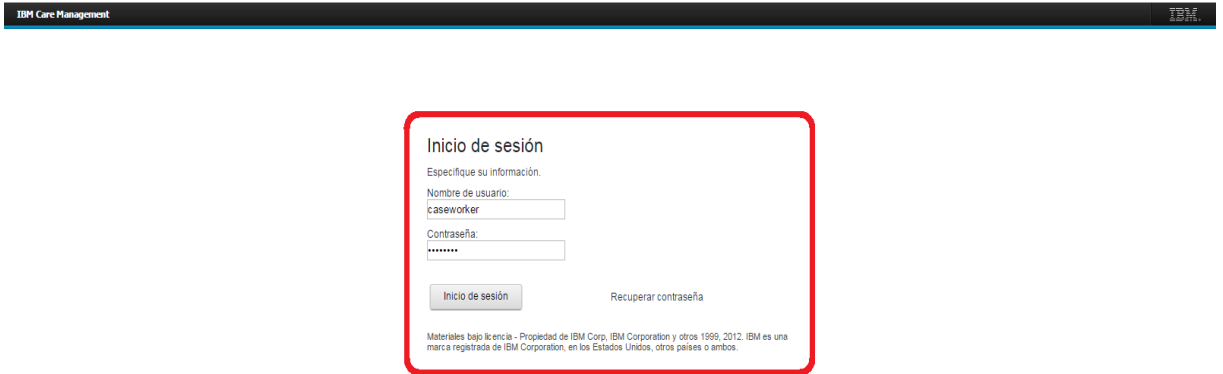 IBM Care Management
IBM.
Inicio de sesión
Especifique su información.
Nombre de usuario:
caseworker
Contraseña:
••••••••
Inicio de sesión
Recuperar contraseña
Materiales bajo licencia - Propiedad de IBM Corp, IBM Corporation y otros 1999, 2012. IBM es una
marca registrada de IBM Corporation, en los Estados Unidos, otros países o ambos.